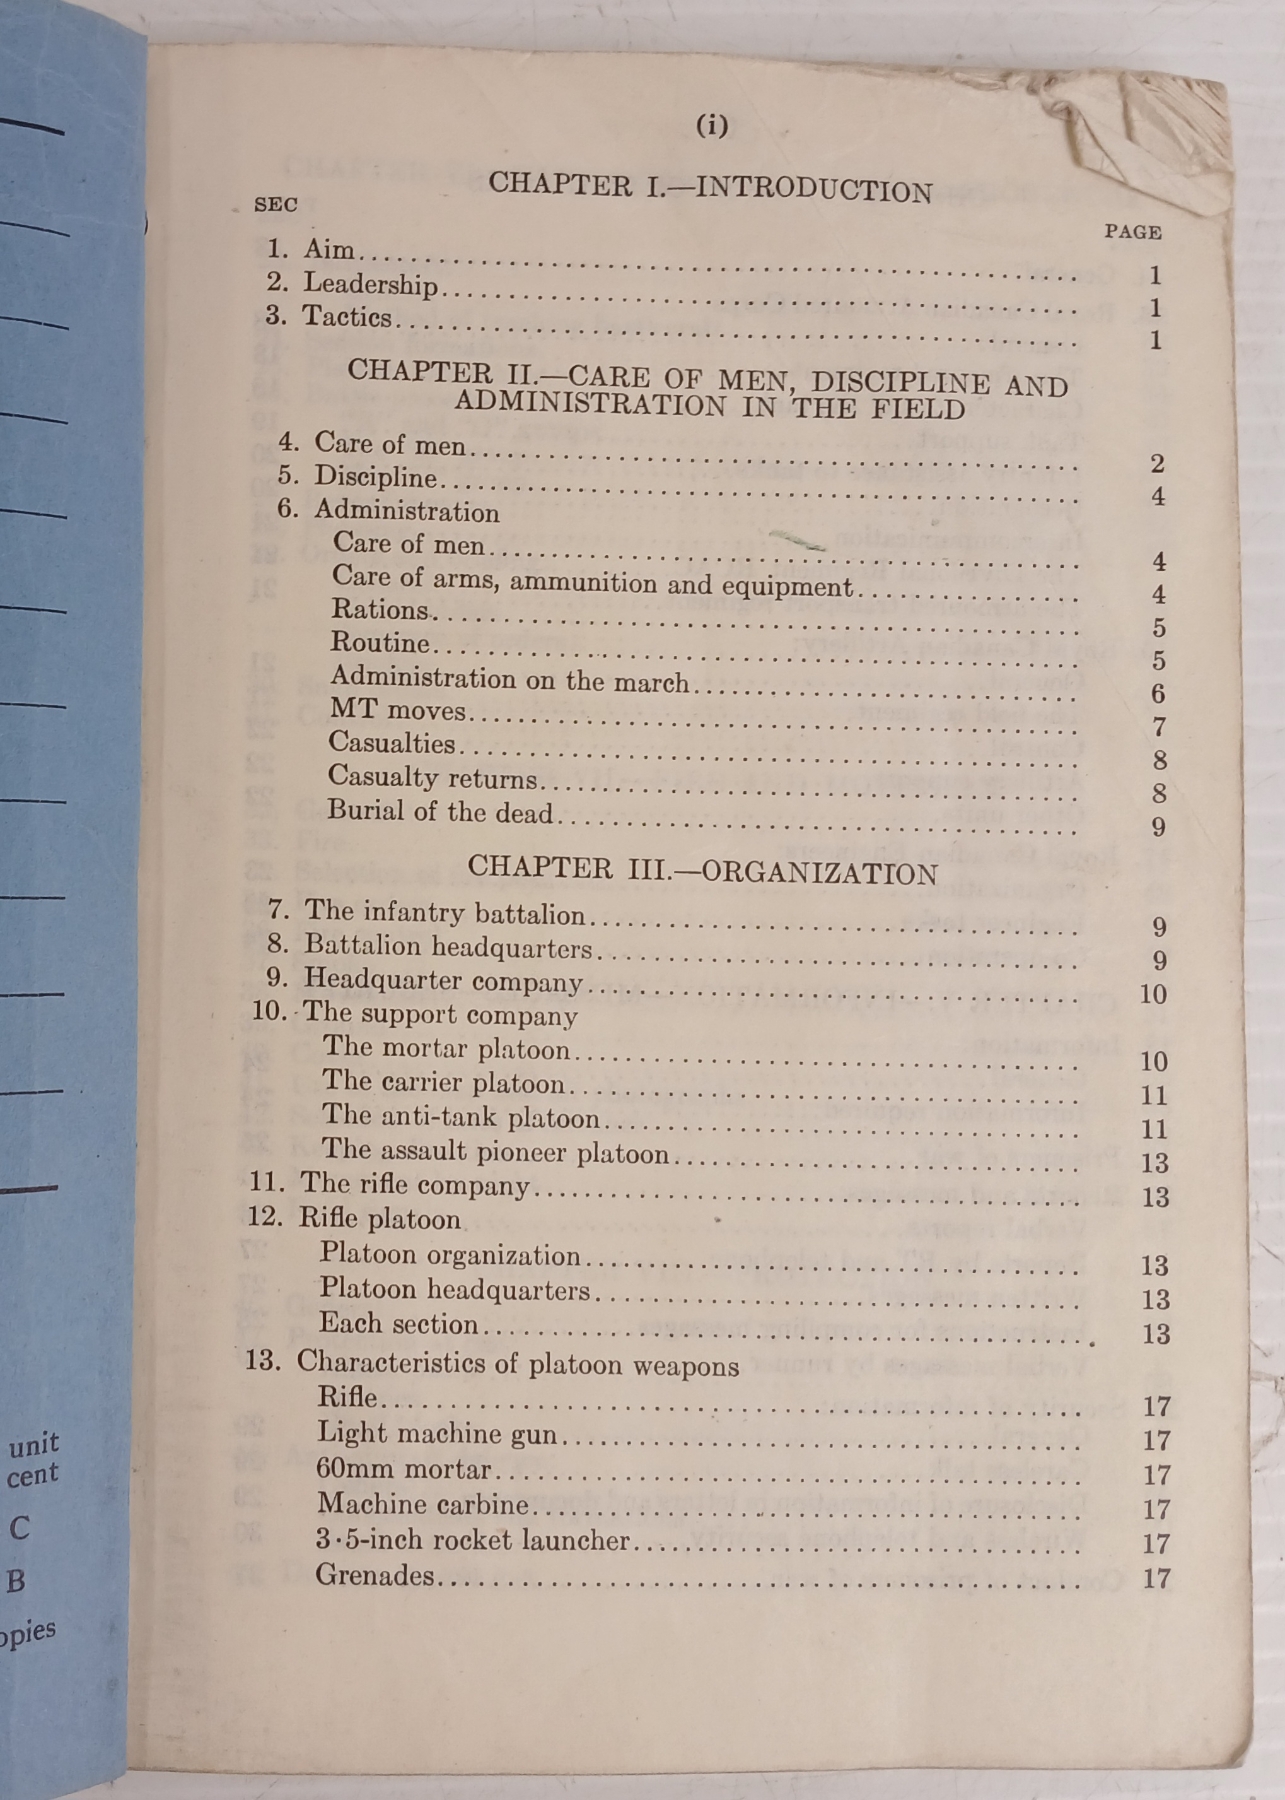 (i)
CHAPTER I.—INTRODUCTION
SEC
PAGE
1. Aim........................................................ 1
2. Leadership.................................................. 1
3. Tactics..................................................... 1
CHAPTER II.—CARE OF MEN, DISCIPLINE AND
ADMINISTRATION IN THE FIELD
4. Care of men................................................ 2
5. Discipline.................................................. 4
6. Administration
Care of men................................................ 4
Care of arms, ammunition and equipment................. 4
Rations.................................................... 5
Routine.................................................... 5
Administration on the march............................. 6
MT moves................................................... 7
Casualties................................................. 8
Casualty returns........................................... 8
Burial of the dead......................................... 9
CHAPTER III.—ORGANIZATION
7. The infantry battalion...................................... 9
8. Battalion headquarters...................................... 9
9. Headquarter company....................................... 10
10. The support company
The mortar platoon........................................ 10
The carrier platoon........................................ 11
The anti-tank platoon..................................... 11
The assault pioneer platoon............................... 13
11. The rifle company.......................................... 13
12. Rifle platoon
Platoon organization...................................... 13
Platoon headquarters...................................... 13
Each section............................................... 13
13. Characteristics of platoon weapons
Rifle...................................................... 17
Light machine gun......................................... 17
60mm mortar............................................... 17
Machine carbine........................................... 17
3·5-inch rocket launcher.................................. 17
Grenades.................................................. 17
unit
cent
C
B
opies